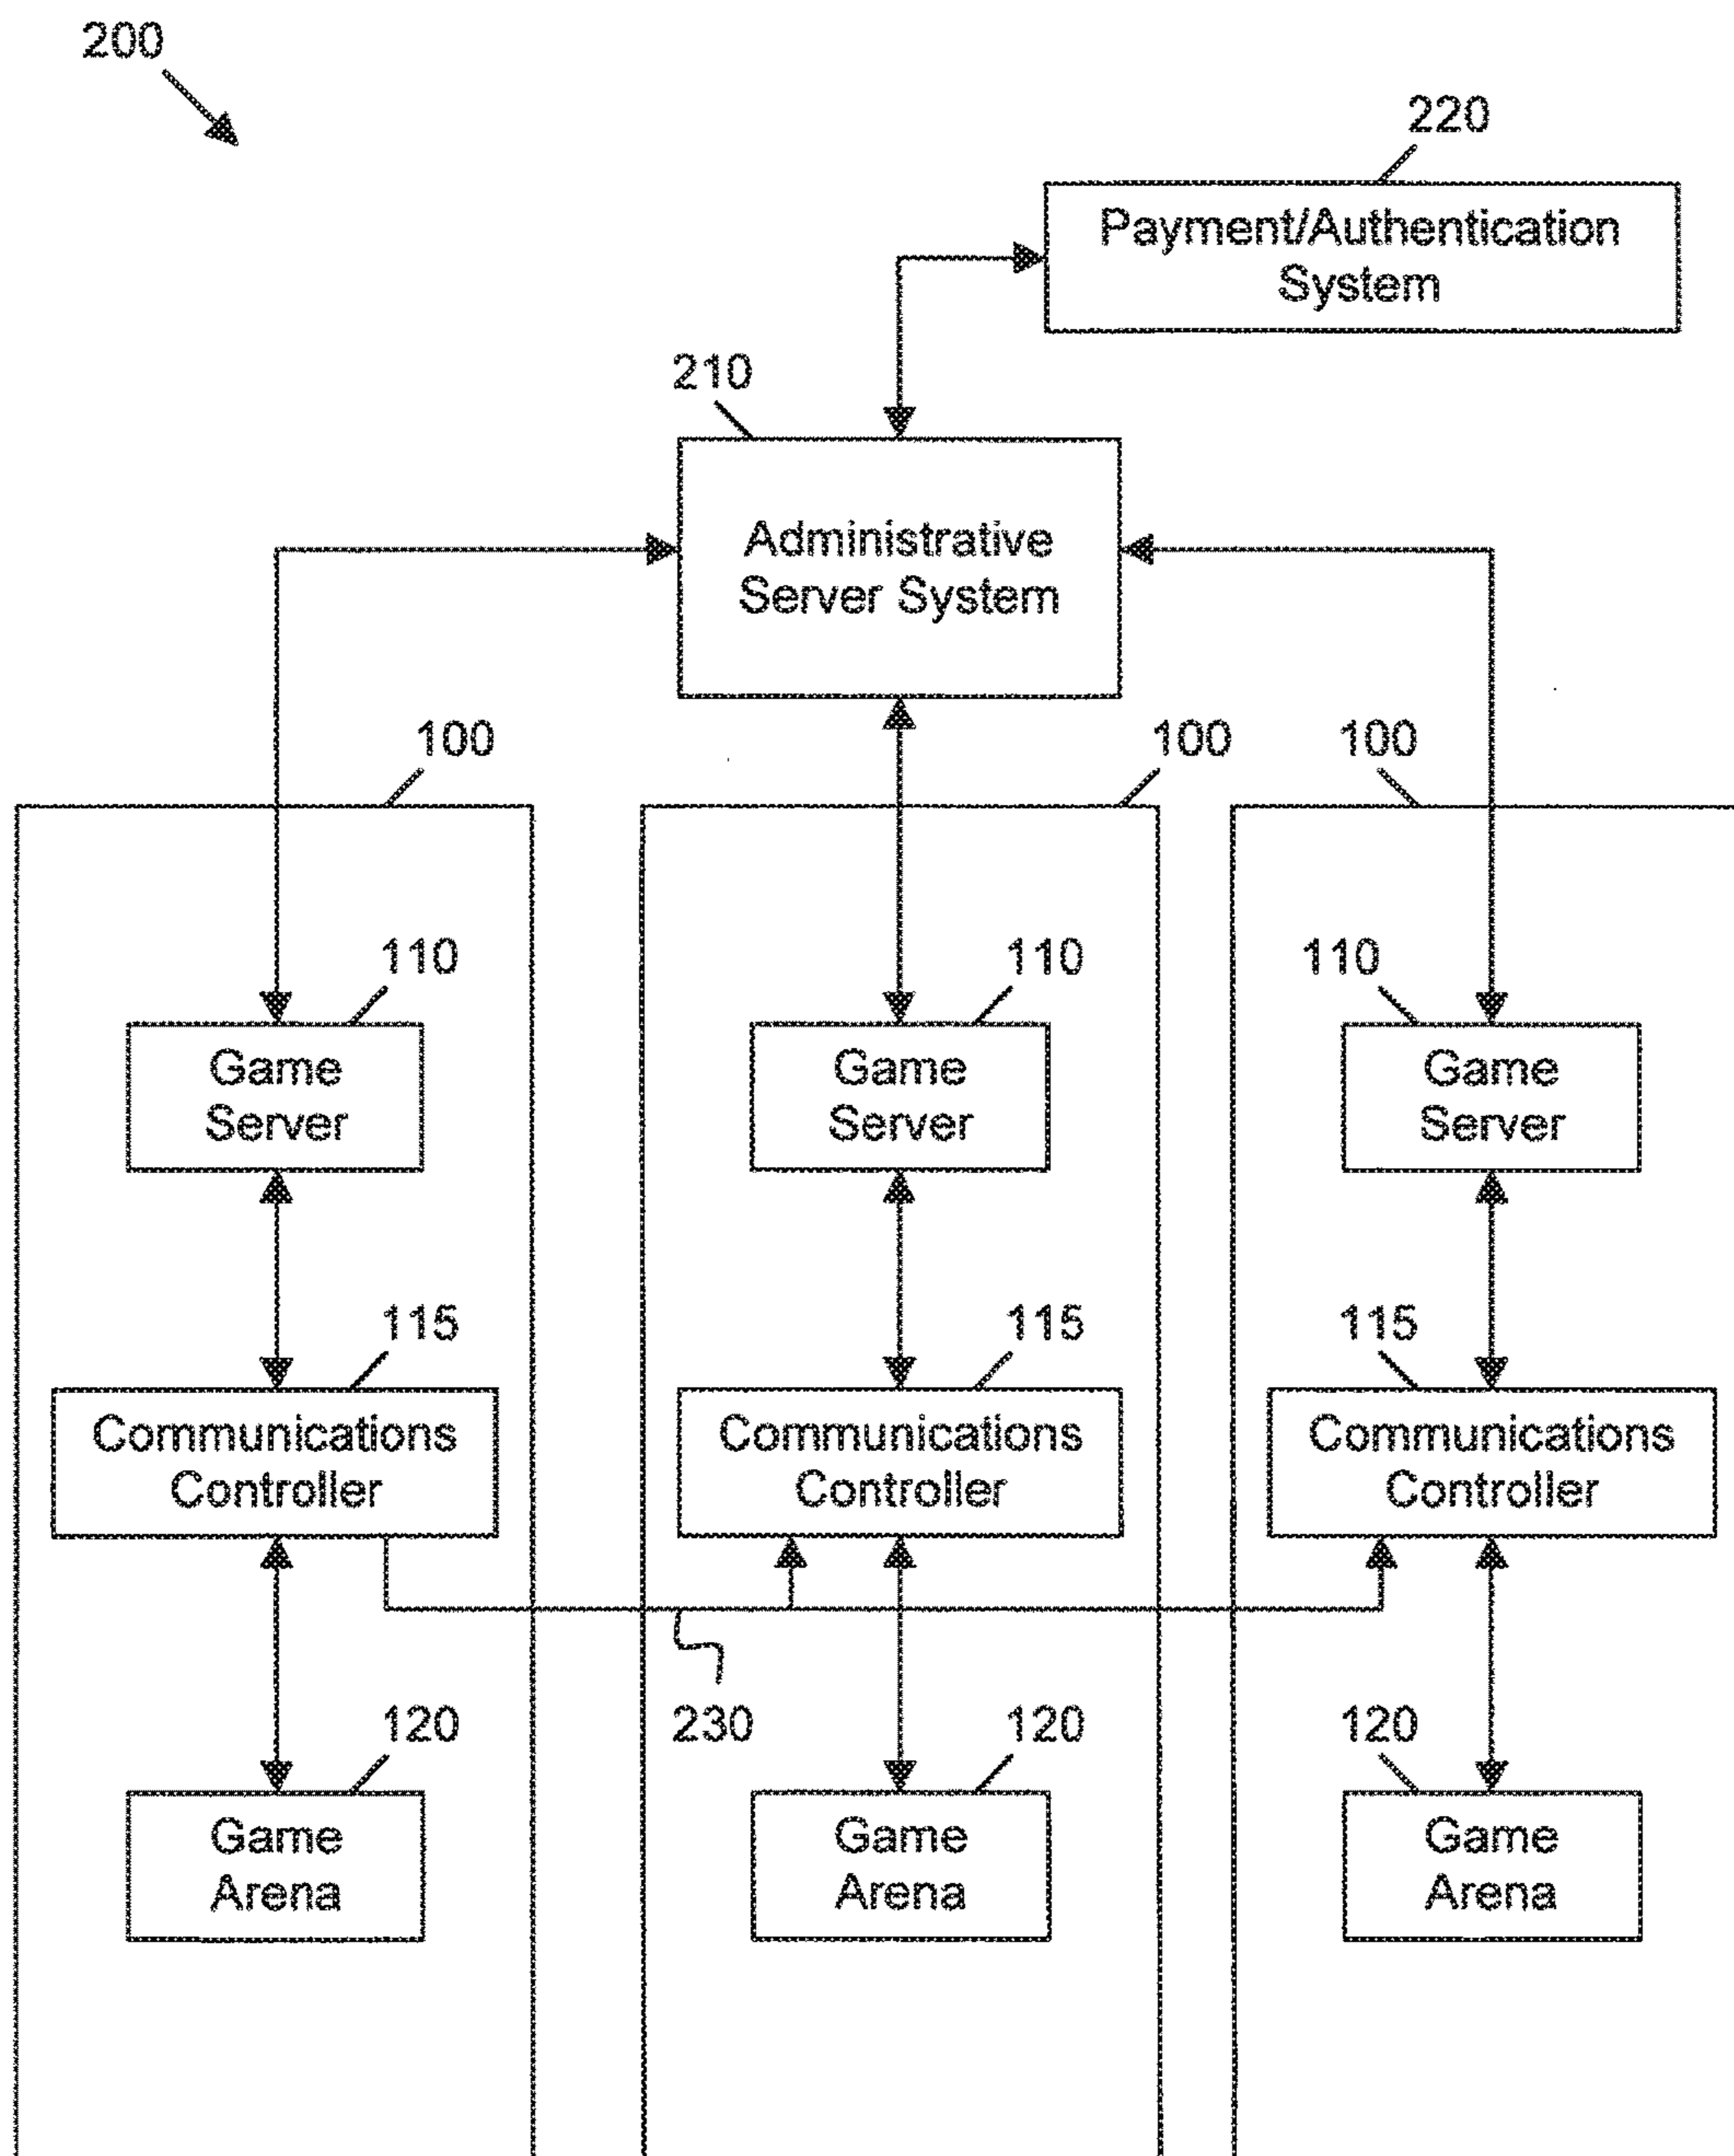 200
220
Payment/Authentication
System
210
Administrative
Server System
100
100
100
110
110
110
Game
Server
Game
Server
Game
Server
115
115
115
Communications
Controller
Communications
Controller
Communications
Controller
230
120
120
120
Game
Arena
Game
Arena
Game
Arena